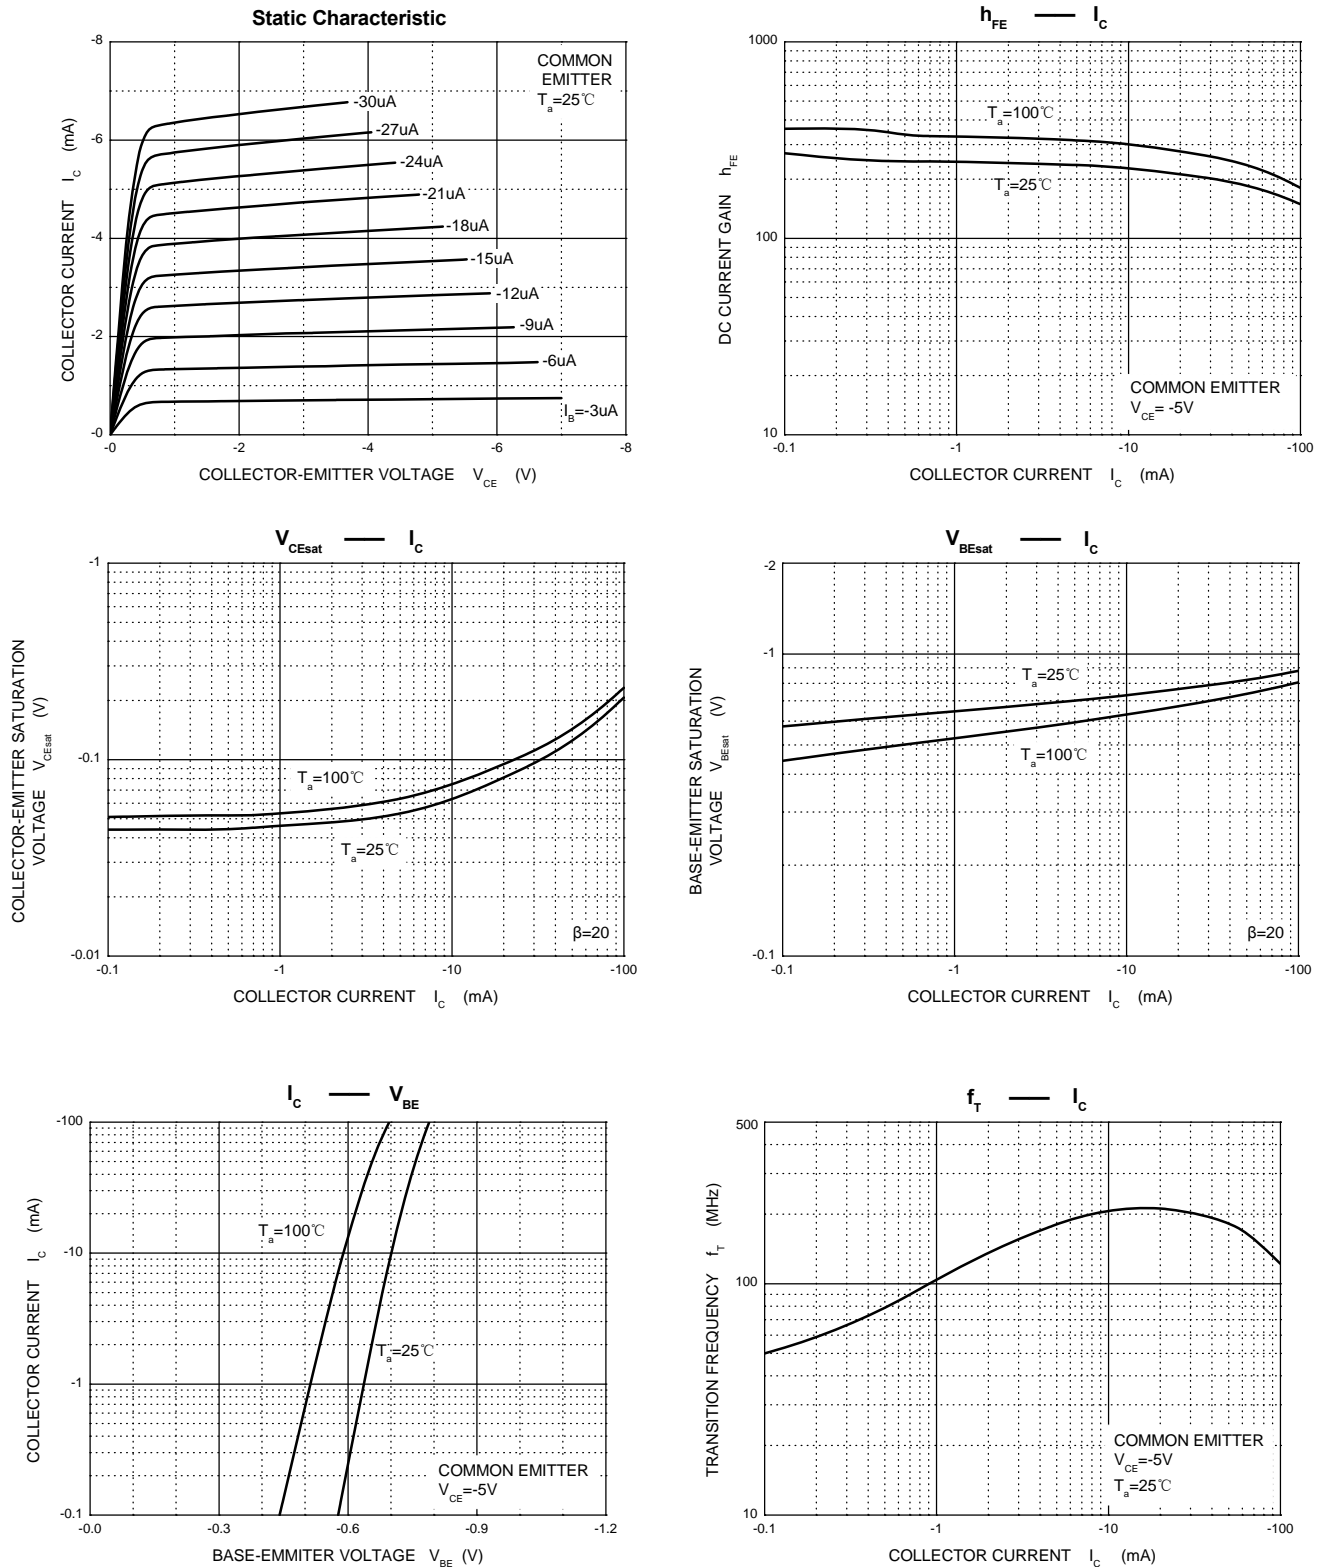 Static Characteristic
-8
-6
-4
-2
-0
COLLECTOR CURRENT I_C (mA)
COMMON
EMITTER
T_a=25℃
-30uA
-27uA
-24uA
-21uA
-18uA
-15uA
-12uA
-9uA
-6uA
I_B=-3uA
-0 -2 -4 -6 -8
COLLECTOR-EMITTER VOLTAGE V_CE (V)
h_FE — I_C
1000
100
10
DC CURRENT GAIN h_FE
T_a=100℃
T_a=25℃
COMMON EMITTER
V_CE= -5V
-0.1 -1 -10 -100
COLLECTOR CURRENT I_C (mA)
V_CEsat — I_C
-1
-0.1
-0.01
COLLECTOR-EMITTER SATURATION
VOLTAGE V_CEsat (V)
T_a=100℃
T_a=25℃
β=20
-0.1 -1 -10 -100
COLLECTOR CURRENT I_C (mA)
V_BEsat — I_C
-2
-1
-0.1
BASE-EMITTER SATURATION
VOLTAGE V_BEsat (V)
T_a=25℃
T_a=100℃
β=20
-0.1 -1 -10 -100
COLLECTOR CURRENT I_C (mA)
I_C — V_BE
-100
-10
-1
-0.1
COLLECTOR CURRENT I_C (mA)
T_a=100℃
T_a=25℃
COMMON EMITTER
V_CE=-5V
-0.0 -0.3 -0.6 -0.9 -1.2
BASE-EMMITER VOLTAGE V_BE (V)
f_T — I_C
500
100
10
TRANSITION FREQUENCY f_T (MHz)
COMMON EMITTER
V_CE=-5V
T_a=25℃
-0.1 -1 -10 -100
COLLECTOR CURRENT I_C (mA)